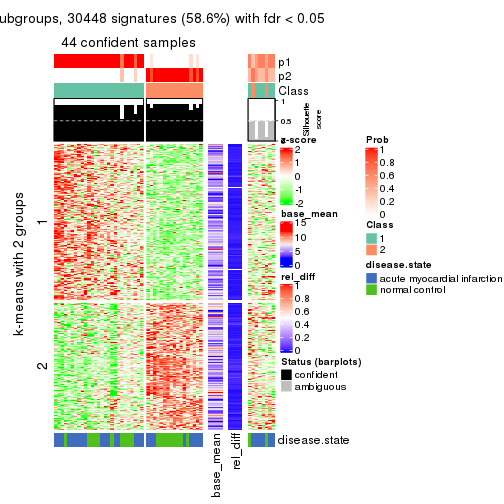 ubgroups, 30448 signatures (58.6%) with fdr < 0.05
44 confident samples
p1
p2
Class
1
0.5
0
Silhouette
score
z-score
2
1
0
-1
-2
base_mean
15
10
5
0
rel_diff
1
0.8
0.6
0.4
0.2
0
Status (barplots)
confident
ambiguous
Prob
1
0.8
0.6
0.4
0.2
0
Class
1
2
disease.state
acute myocardial infarction
normal control
k-means with 2 groups
1
2
disease.state
base_mean
rel_diff